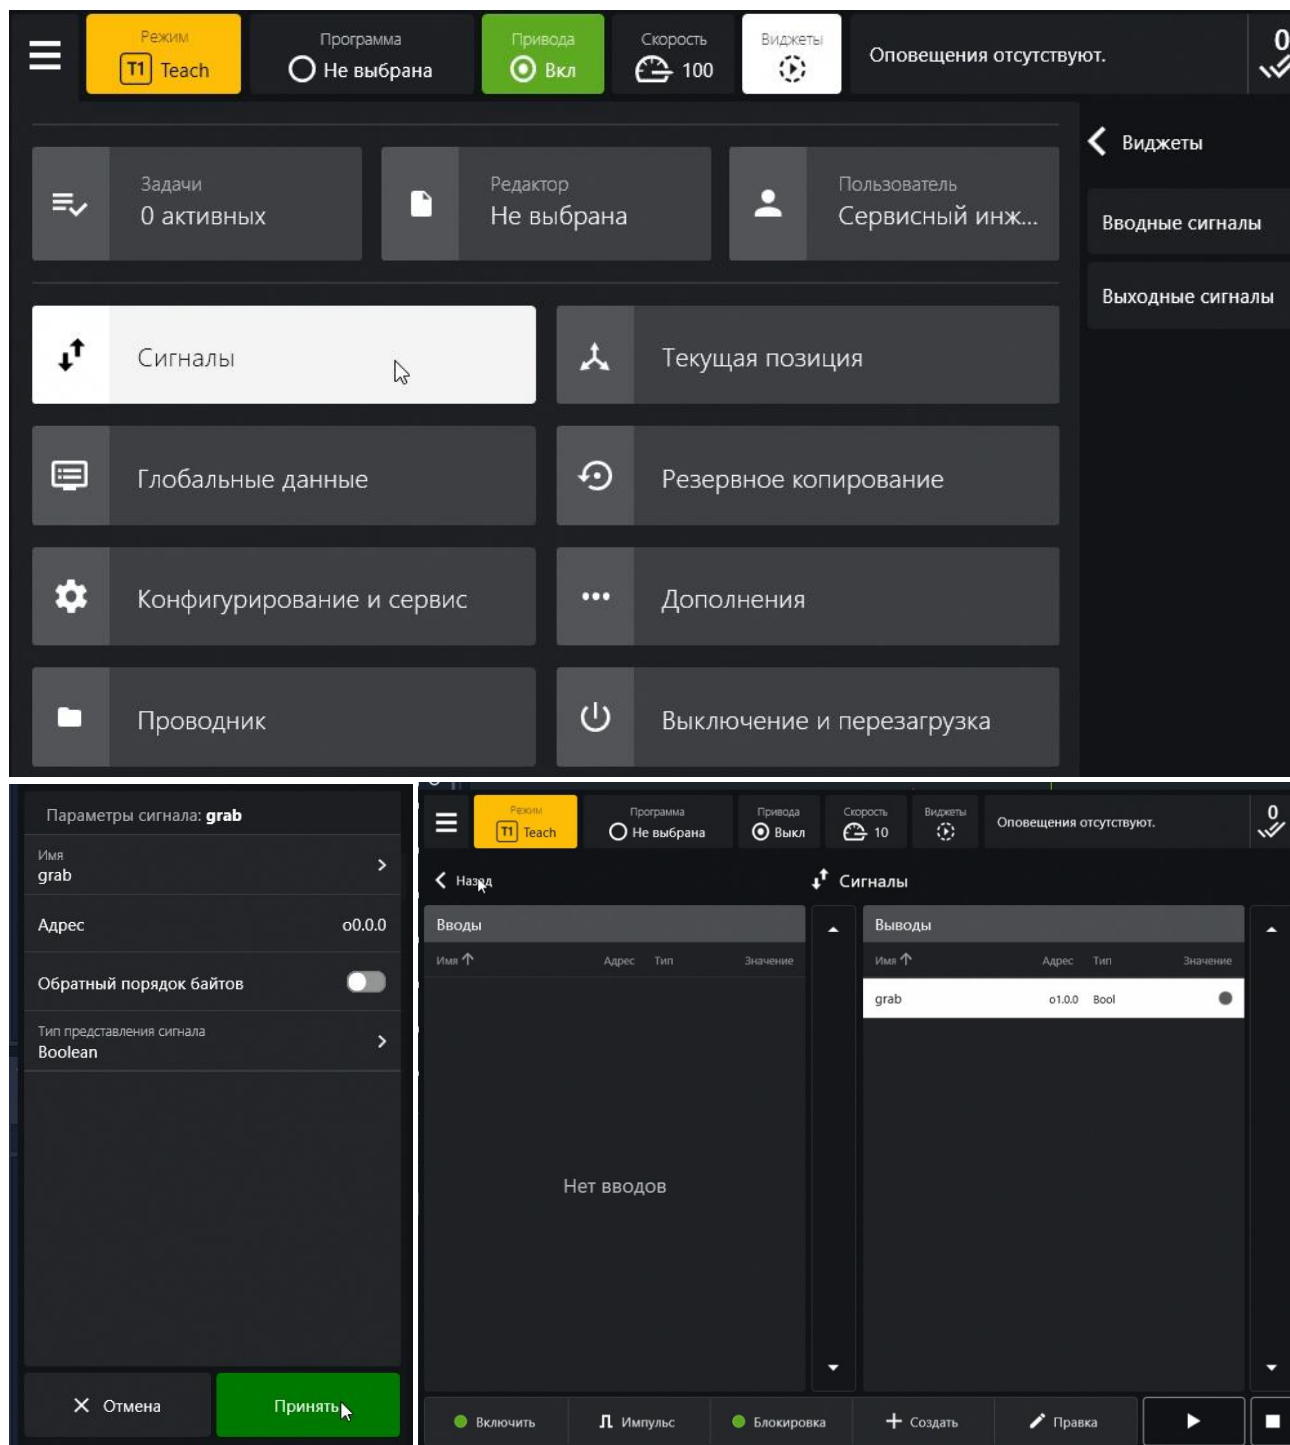 Режим
T1 Teach
Программа
Не выбрана
Привода
Вкл
Скорость
100
Виджеты
Оповещения отсутствуют.
0
Виджеты
Вводные сигналы
Выходные сигналы
Задачи
0 активных
Редактор
Не выбрана
Пользователь
Сервисный инж...
Сигналы
Текущая позиция
Глобальные данные
Резервное копирование
Конфигурирование и сервис
Дополнения
Проводник
Выключение и перезагрузка
Параметры сигнала: grab
Имя
grab
Адрес o0.0.0
Обратный порядок байтов
Тип представления сигнала
Boolean
Отмена
Принять
Режим
T1 Teach
Программа
Не выбрана
Привода
Выкл
Скорость
10
Виджеты
Оповещения отсутствуют.
0
Назад
Сигналы
Вводы
Имя Адрес Тип Значение
Нет вводов
Выводы
Имя Адрес Тип Значение
grab o1.0.0 Bool
Включить
Импульс
Блокировка
Создать
Правка